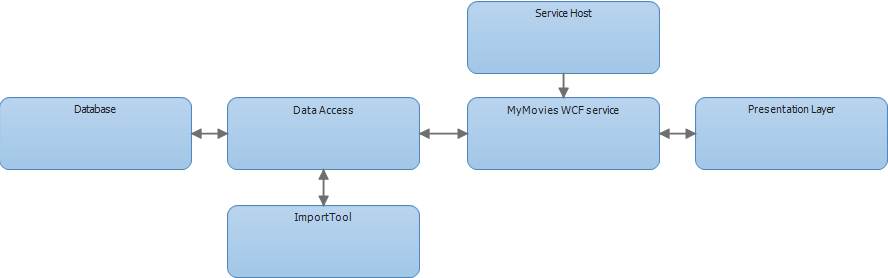 Service Host
Database
Data Access
MyMovies WCF service
Presentation Layer
ImportTool